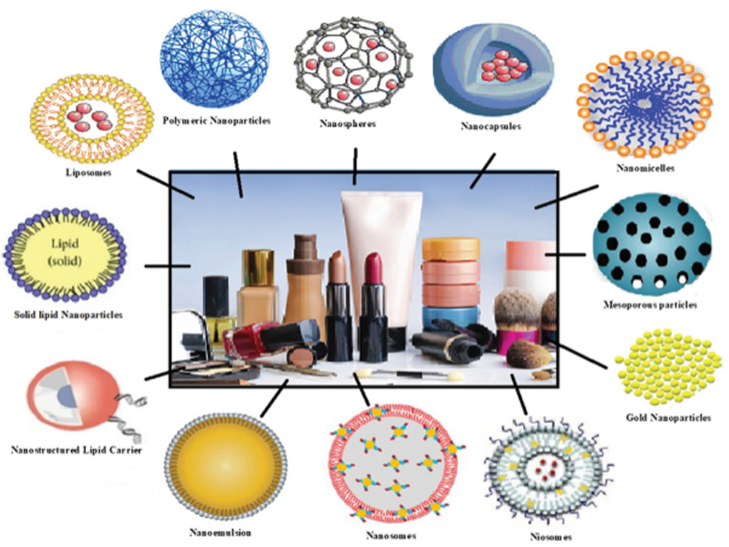 Polymeric Nanoparticles
Nanospheres
Nanocapsules
Liposomes
Nanomicelles
Lipid
(solid)
Solid lipid Nanoparticles
Mesoporous particles
Gold Nanoparticles
Nanostructured Lipid Carrier
Nanoemulsion
Nanosomes
Niosomes